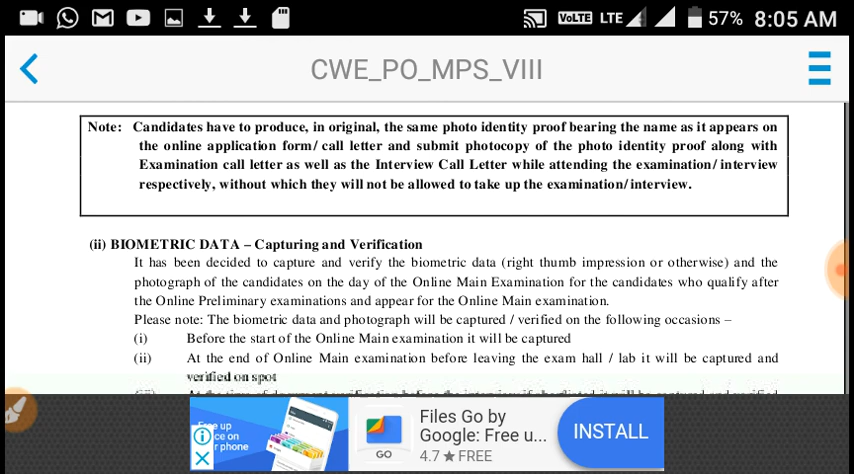 VoLTE LTE 57% 8:05 AM
CWE_PO_MPS_VIII
Note: Candidates have to produce, in original, the same photo identity proof bearing the name as it appears on
the online application form/ call letter and submit photocopy of the photo identity proof along with
Examination call letter as well as the Interview Call Letter while attending the examination/ interview
respectively, without which they will not be allowed to take up the examination/interview.
(ii) BIOMETRIC DATA – Capturing and Verification
It has been decided to capture and verify the biometric data (right thumb impression or otherwise) and the
photograph of the candidates on the day of the Online Main Examination for the candidates who qualify after
the Online Preliminary examinations and appear for the Online Main examination.
Please note: The biometric data and photograph will be captured / verified on the following occasions –
(i) Before the start of the Online Main examination it will be captured
(ii) At the end of Online Main examination before leaving the exam hall / lab it will be captured and
verified on spot
Free up
space on
your phone
GO
Files Go by
Google: Free u...
4.7 ★ FREE
INSTALL